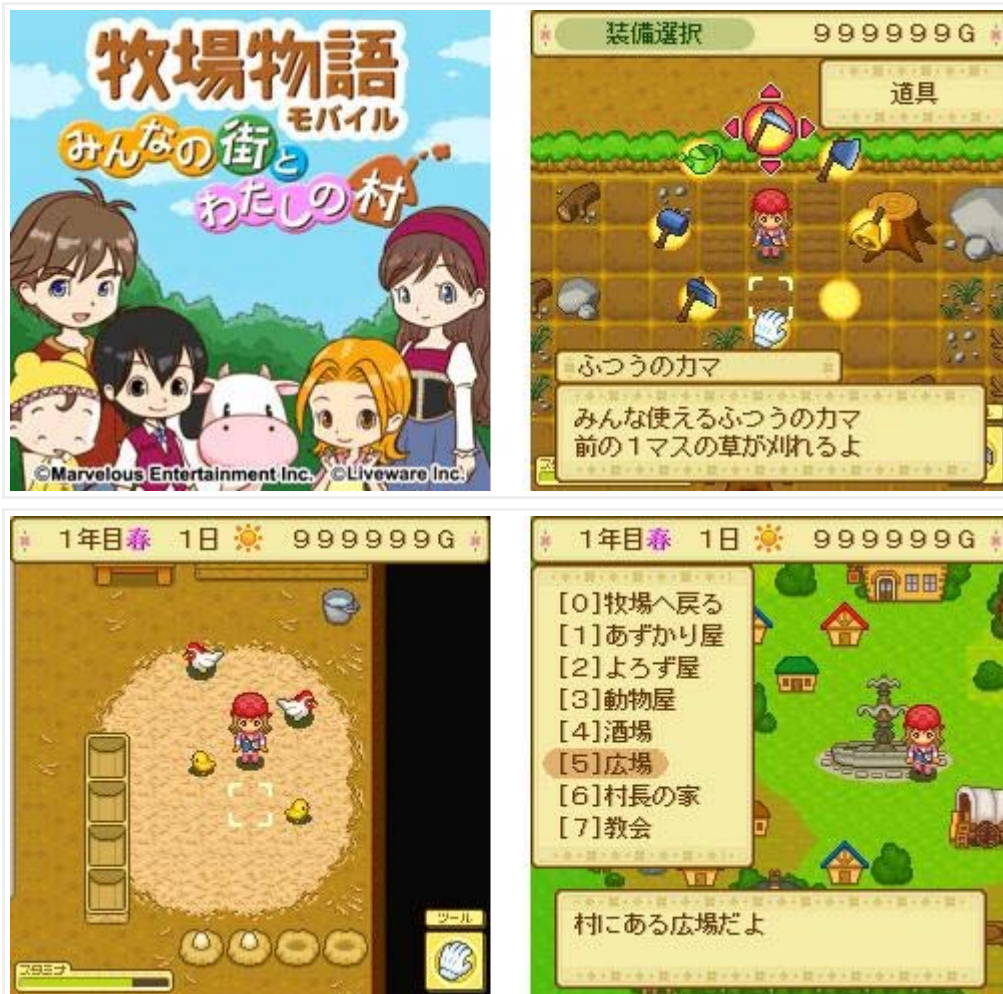 牧場物語
モバイル
みんなの街と
わたしの村
©Marvelous Entertainment Inc. ©Liveware Inc.
装備選択 999999G
道具
ふつうのカマ
みんな使えるふつうのカマ
前の1マスの草が刈れるよ
1年目春 1日 999999G
ツール
スタミナ
1年目春 1日 999999G
[0]牧場へ戻る
[1]あずかり屋
[2]よろず屋
[3]動物屋
[4]酒場
[5]広場
[6]村長の家
[7]教会
村にある広場だよ